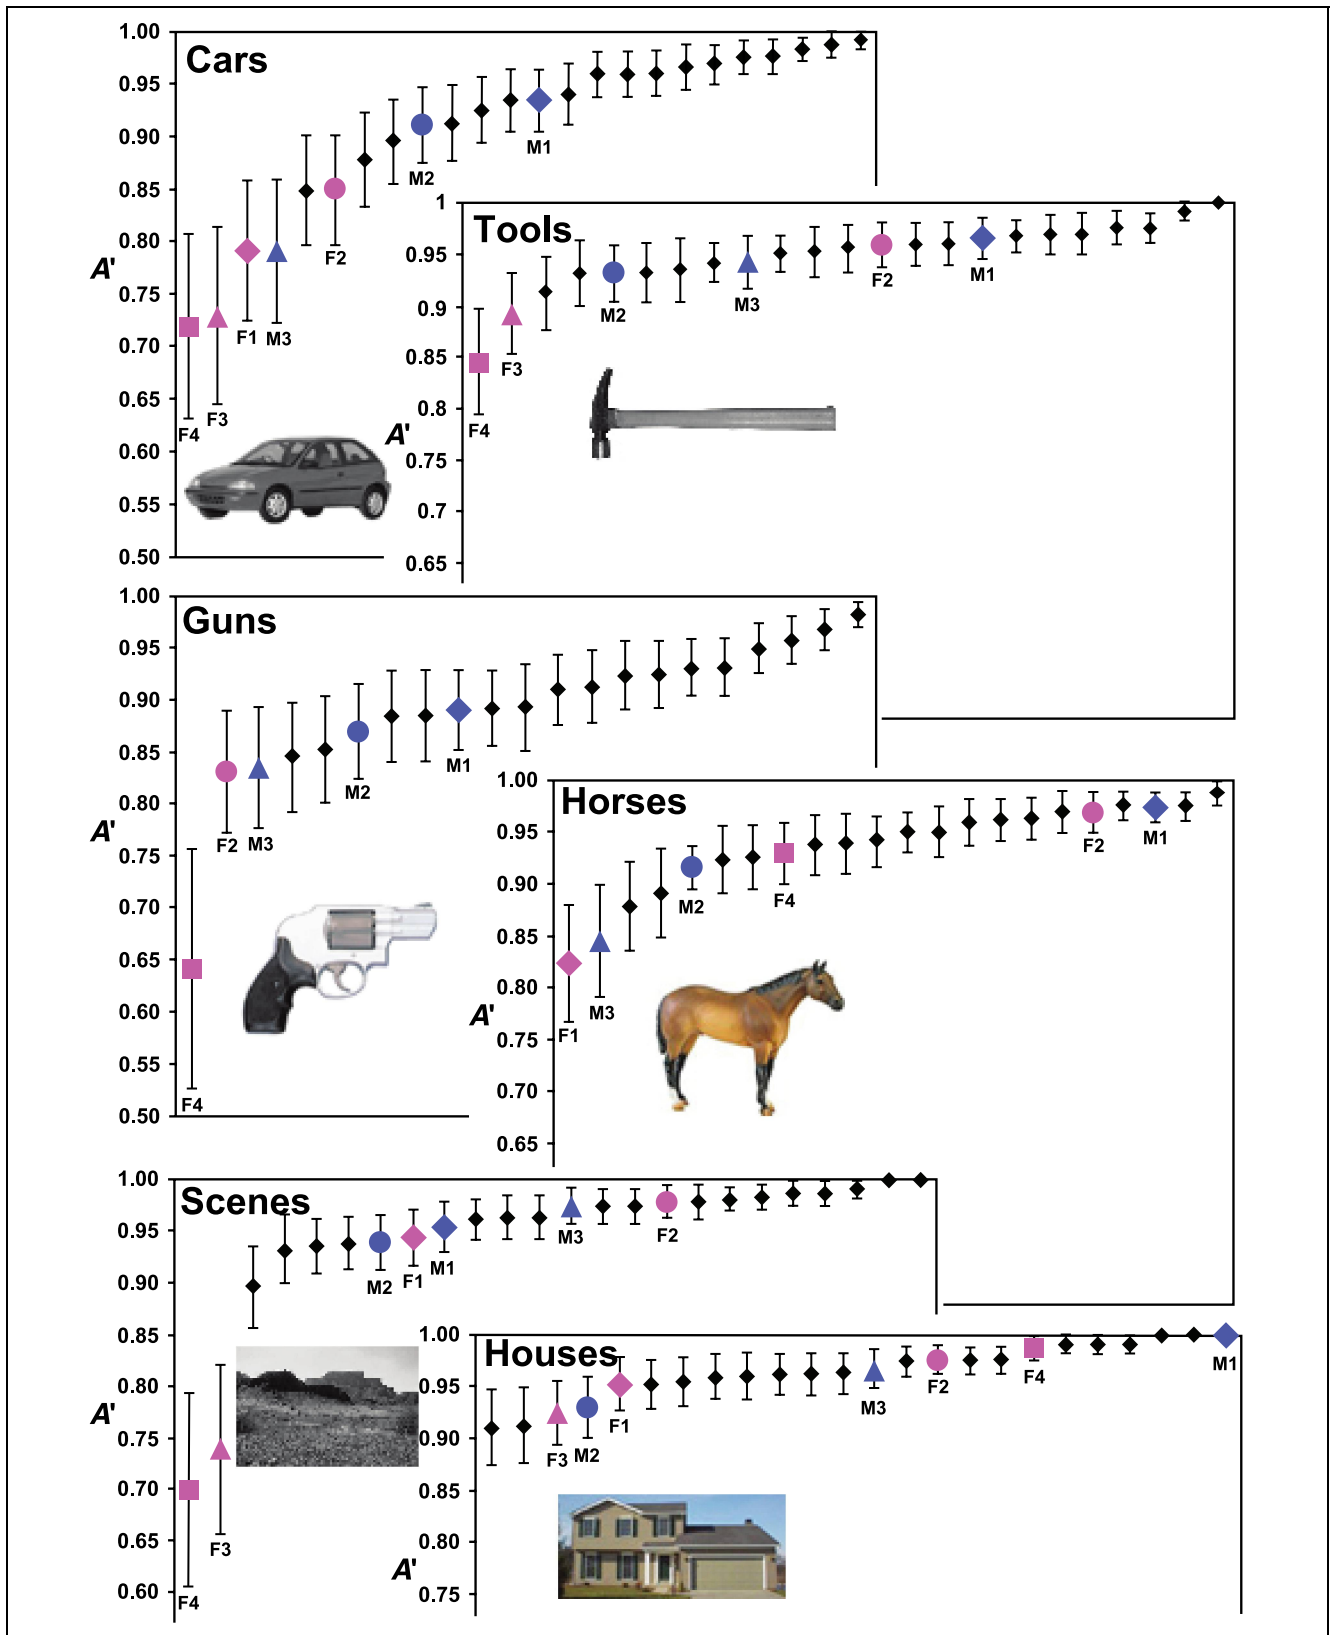 Cars
1.00
0.95
0.90
0.85
0.80
0.75
0.70
0.65
0.60
0.55
0.50
A'
F4
F3
F1
M3
F2
M2
M1
Tools
1
0.95
0.9
0.85
0.8
0.75
0.7
0.65
A'
F4
F3
M2
M3
F2
M1
Guns
1.00
0.95
0.90
0.85
0.80
0.75
0.70
0.65
0.60
0.55
0.50
A'
F4
F2
M3
M2
M1
Horses
1.00
0.95
0.90
0.85
0.80
0.75
0.70
0.65
A'
F1
M3
M2
F4
F2
M1
Scenes
1.00
0.95
0.90
0.85
0.80
0.75
0.70
0.65
0.60
A'
F4
F3
M2
F1
M1
M3
F2
Houses
1.00
0.95
0.90
0.85
0.80
0.75
A'
F3
M2
F1
M3
F2
F4
M1